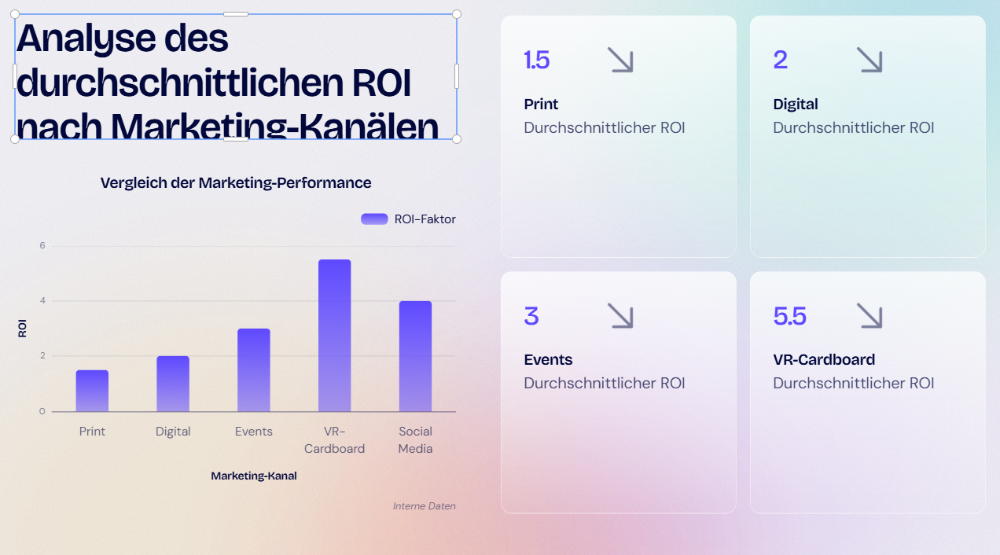 Analyse des
durchschnittlichen ROI
nach Marketing-Kanälen
Vergleich der Marketing-Performance
ROI-Faktor
6
4
2
0
ROI
Print
Digital
Events
VR-
Cardboard
Social
Media
Marketing-Kanal
Interne Daten
1.5
Print
Durchschnittlicher ROI
2
Digital
Durchschnittlicher ROI
3
Events
Durchschnittlicher ROI
5.5
VR-Cardboard
Durchschnittlicher ROI